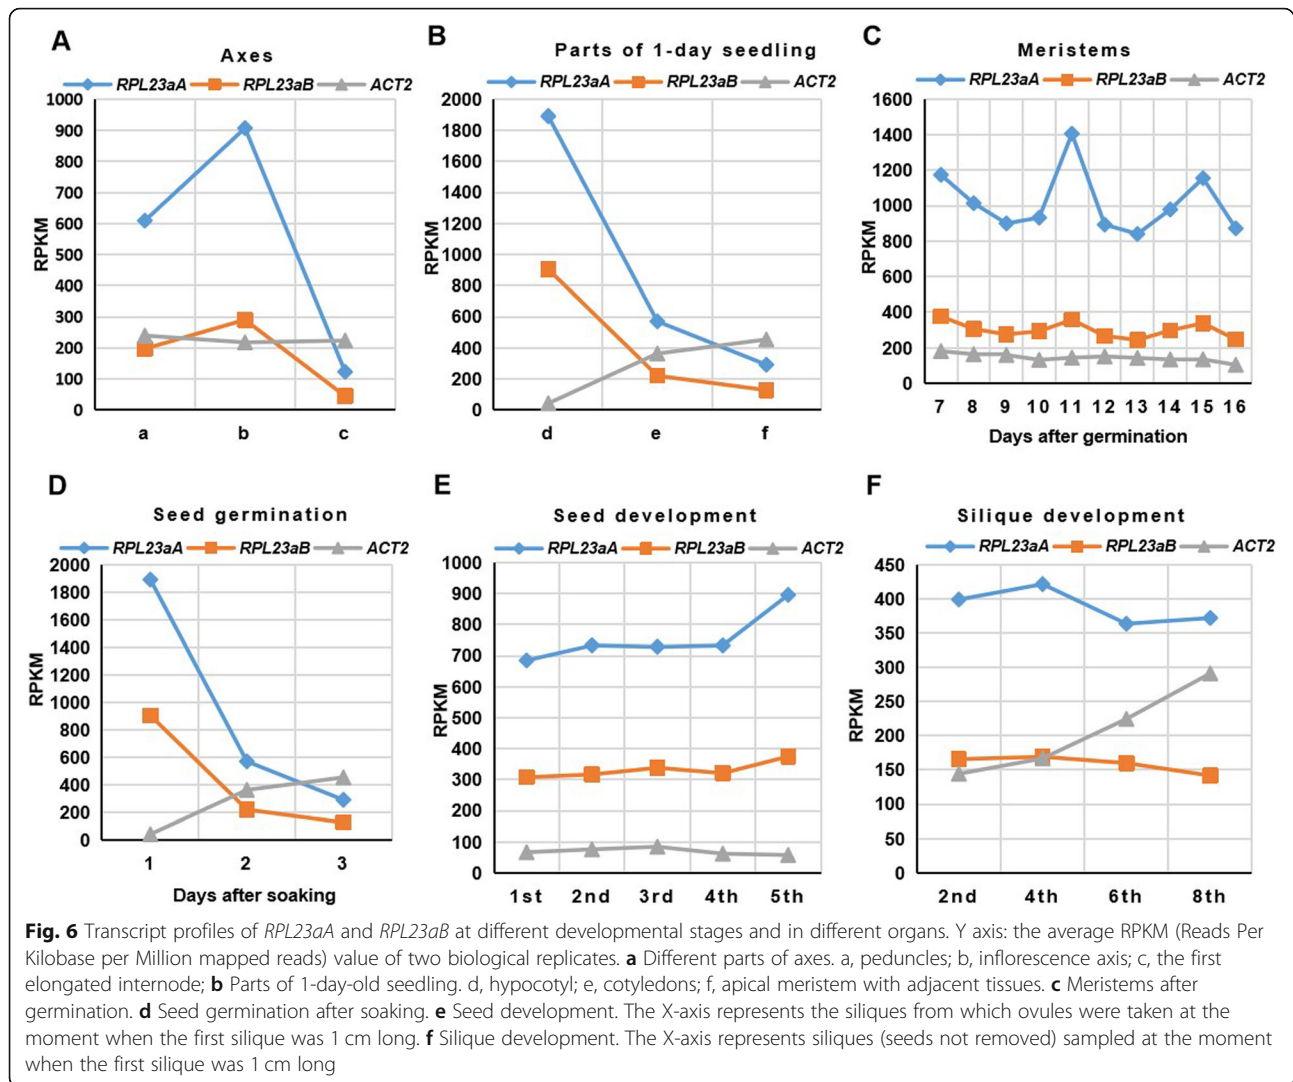 A
Axes
RPL23aA RPL23aB ACT2
1000
900
800
700
600
500
400
300
200
100
0
RPKM
a b c
B
Parts of 1-day seedling
RPL23aA RPL23aB ACT2
2000
1800
1600
1400
1200
1000
800
600
400
200
0
RPKM
d e f
C
Meristems
RPL23aA RPL23aB ACT2
1600
1400
1200
1000
800
600
400
200
0
RPKM
7 8 9 10 11 12 13 14 15 16
Days after germination
D
Seed germination
RPL23aA RPL23aB ACT2
2000
1800
1600
1400
1200
1000
800
600
400
200
0
RPKM
1 2 3
Days after soaking
E
Seed development
RPL23aA RPL23aB ACT2
1000
900
800
700
600
500
400
300
200
100
0
RPKM
1st 2nd 3rd 4th 5th
F
Silique development
RPL23aA RPL23aB ACT2
450
400
350
300
250
200
150
100
50
0
RPKM
2nd 4th 6th 8th
Fig. 6 Transcript profiles of RPL23aA and RPL23aB at different developmental stages and in different organs. Y axis: the average RPKM (Reads Per
Kilobase per Million mapped reads) value of two biological replicates. a Different parts of axes. a, peduncles; b, inflorescence axis; c, the first
elongated internode; b Parts of 1-day-old seedling. d, hypocotyl; e, cotyledons; f, apical meristem with adjacent tissues. c Meristems after
germination. d Seed germination after soaking. e Seed development. The X-axis represents the siliques from which ovules were taken at the
moment when the first silique was 1 cm long. f Silique development. The X-axis represents siliques (seeds not removed) sampled at the moment
when the first silique was 1 cm long